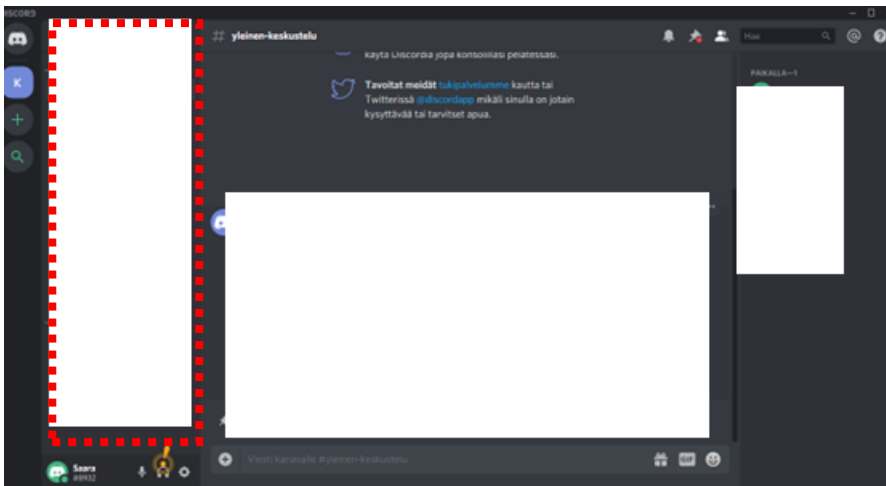 DISCORD
yleinen-keskustelu
Hae
käytä Discordia jopa konsolillasi pelatessasi.
Tavoitat meidät tukipalvelumme kautta tai
Twitterissä @discordapp mikäli sinulla on jotain
kysyttävää tai tarvitset apua.
PAIKALLA—1
K
Saara
#8932
Viesti kanavalle #yleinen-keskustelu
GIF